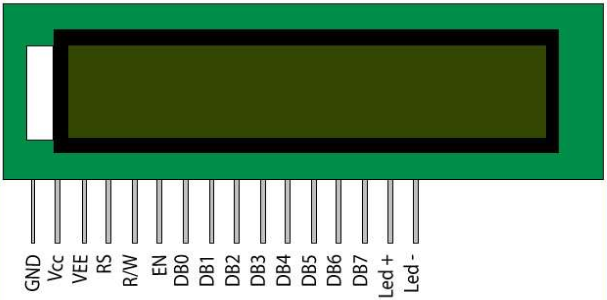 GND
Vcc
VEE
RS
R/W
EN
DB0
DB1
DB2
DB3
DB4
DB5
DB6
DB7
Led +
Led -